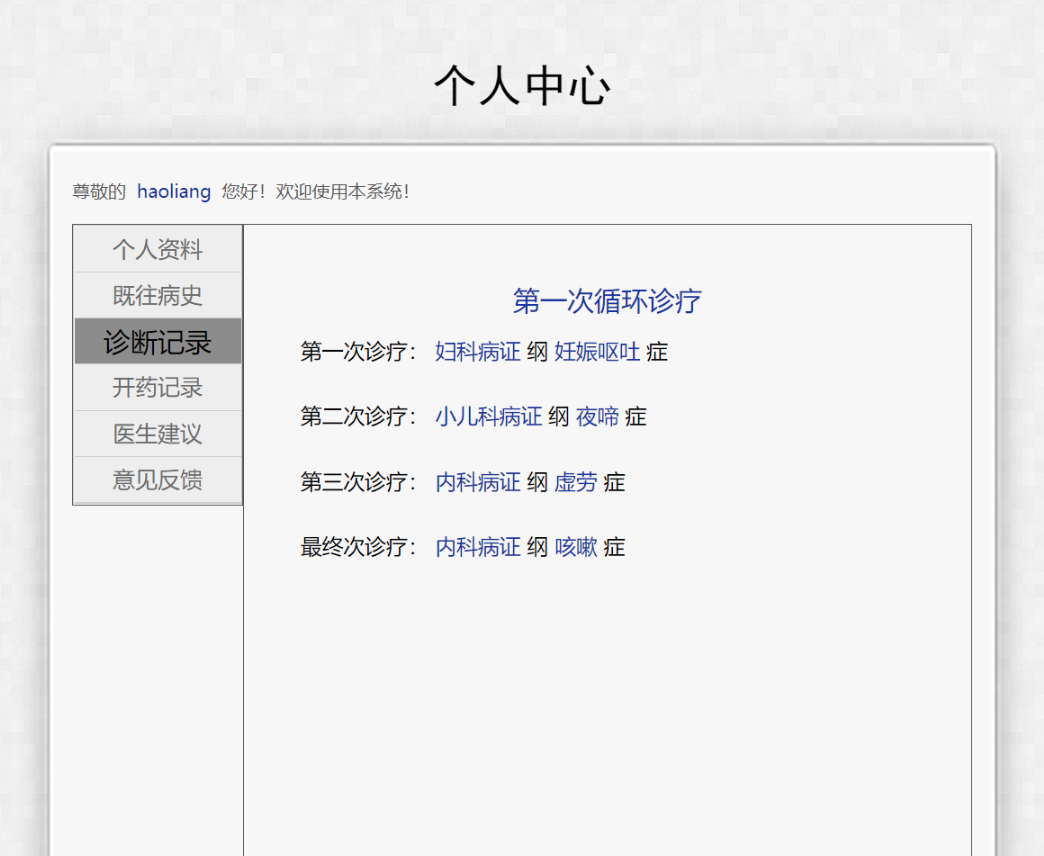 个人中心
尊敬的 haoliang 您好！欢迎使用本系统！
个人资料
既往病史
诊断记录
开药记录
医生建议
意见反馈
第一次循环诊疗
第一次诊疗： 妇科病证 纲 妊娠呕吐 症
第二次诊疗： 小儿科病证 纲 夜啼 症
第三次诊疗： 内科病证 纲 虚劳 症
最终次诊疗： 内科病证 纲 咳嗽 症